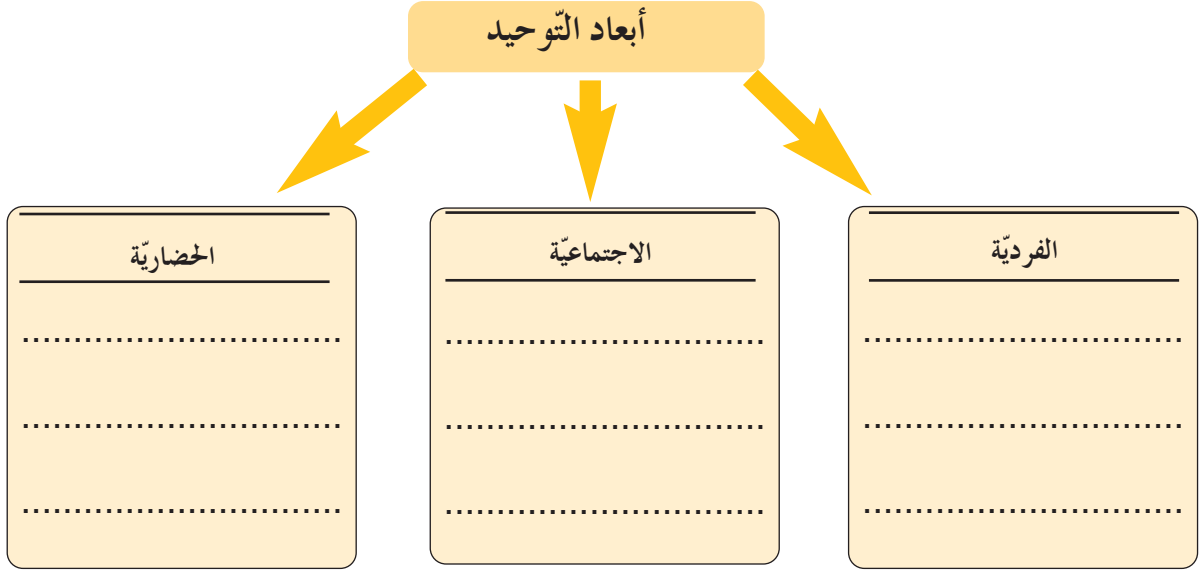 أبعاد التّوحيد
الفرديّة
الاجتماعيّة
الحضاريّة